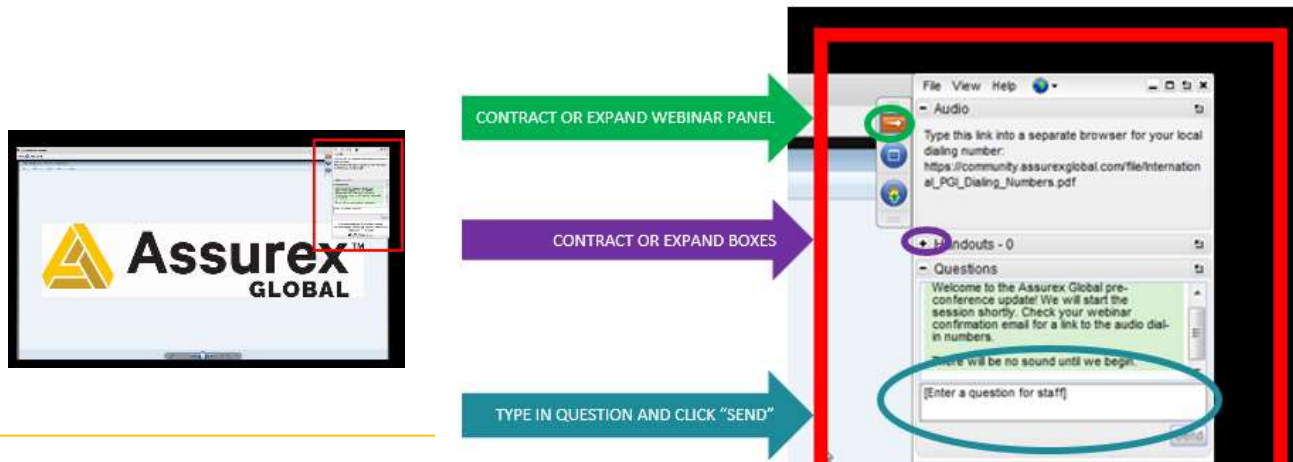 Assurex™
GLOBAL
CONTRACT OR EXPAND WEBINAR PANEL
CONTRACT OR EXPAND BOXES
TYPE IN QUESTION AND CLICK “SEND”
File View Help
Audio
Type this link into a separate browser for your local
dialing number:
https://community.assurexglobal.com/file/Internation
al_PGI_Dialing_Numbers.pdf
Handouts - 0
Questions
Welcome to the Assurex Global pre-
conference update! We will start the
session shortly. Check your webinar
confirmation email for a link to the audio dial-
in numbers.
There will be no sound until we begin.
[Enter a question for staff]
Send